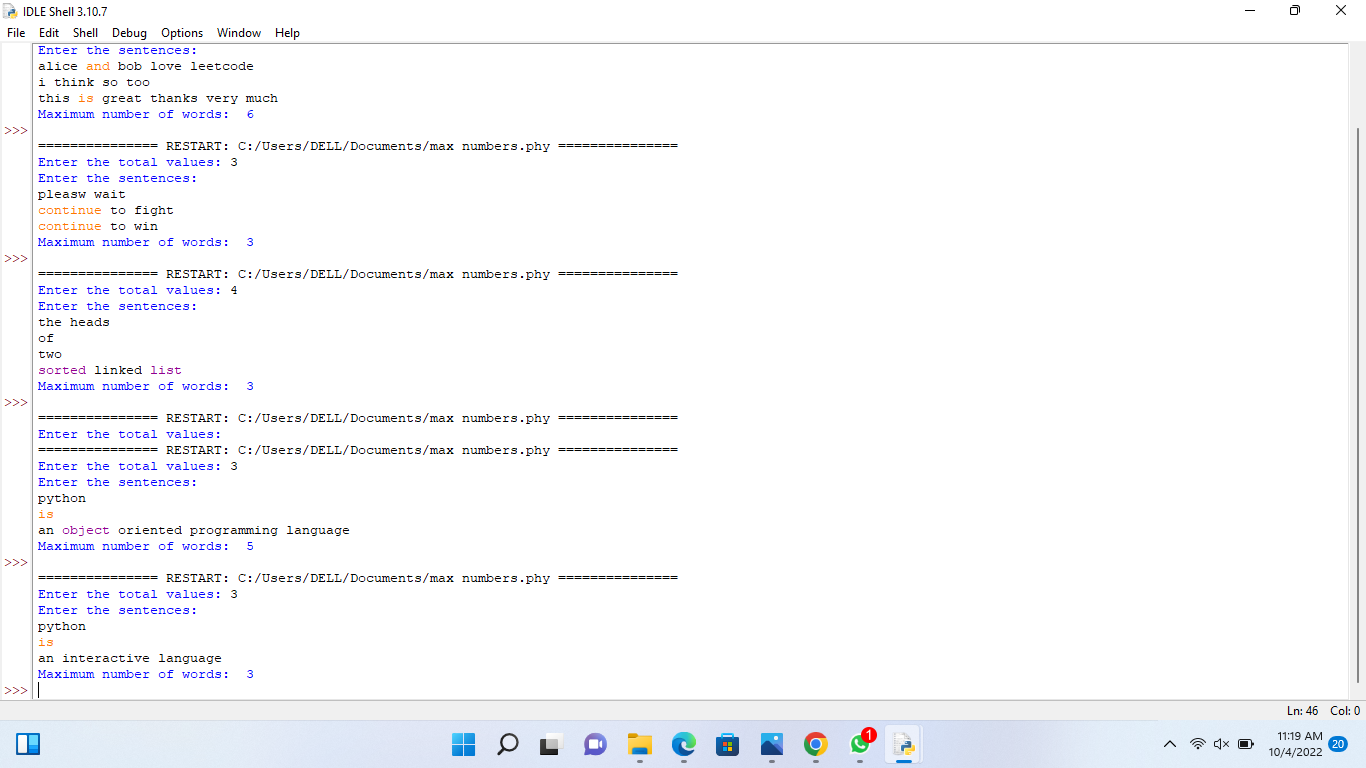 IDLE Shell 3.10.7
File Edit Shell Debug Options Window Help
Enter the sentences:
alice and bob love leetcode
i think so too
this is great thanks very much
Maximum number of words:  6
>>>
=============== RESTART: C:/Users/DELL/Documents/max numbers.phy ===============
Enter the total values: 3
Enter the sentences:
pleasw wait
continue to fight
continue to win
Maximum number of words:  3
>>>
=============== RESTART: C:/Users/DELL/Documents/max numbers.phy ===============
Enter the total values: 4
Enter the sentences:
the heads
of
two
sorted linked list
Maximum number of words:  3
>>>
=============== RESTART: C:/Users/DELL/Documents/max numbers.phy ===============
Enter the total values:
=============== RESTART: C:/Users/DELL/Documents/max numbers.phy ===============
Enter the total values: 3
Enter the sentences:
python
is
an object oriented programming language
Maximum number of words:  5
>>>
=============== RESTART: C:/Users/DELL/Documents/max numbers.phy ===============
Enter the total values: 3
Enter the sentences:
python
is
an interactive language
Maximum number of words:  3
>>>
Ln: 46 Col: 0
1
11:19 AM
10/4/2022
20